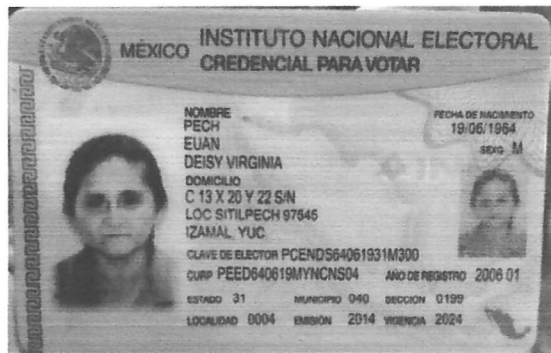 MÉXICO INSTITUTO NACIONAL ELECTORAL
CREDENCIAL PARA VOTAR
NOMBRE
PECH
EUAN
DEISY VIRGINIA
FECHA DE NACIMIENTO
19/06/1964
SEXO M
DOMICILIO
C 13 X 20 Y 22 S/N
LOC SITILPECH 97545
IZAMAL, YUC.
CLAVE DE ELECTOR PCENDS64061931M300
CURP PEED640619MYNCNS04 AÑO DE REGISTRO 2006 01
ESTADO 31 MUNICIPIO 040 SECCIÓN 0199
LOCALIDAD 0004 EMISIÓN 2014 VIGENCIA 2024